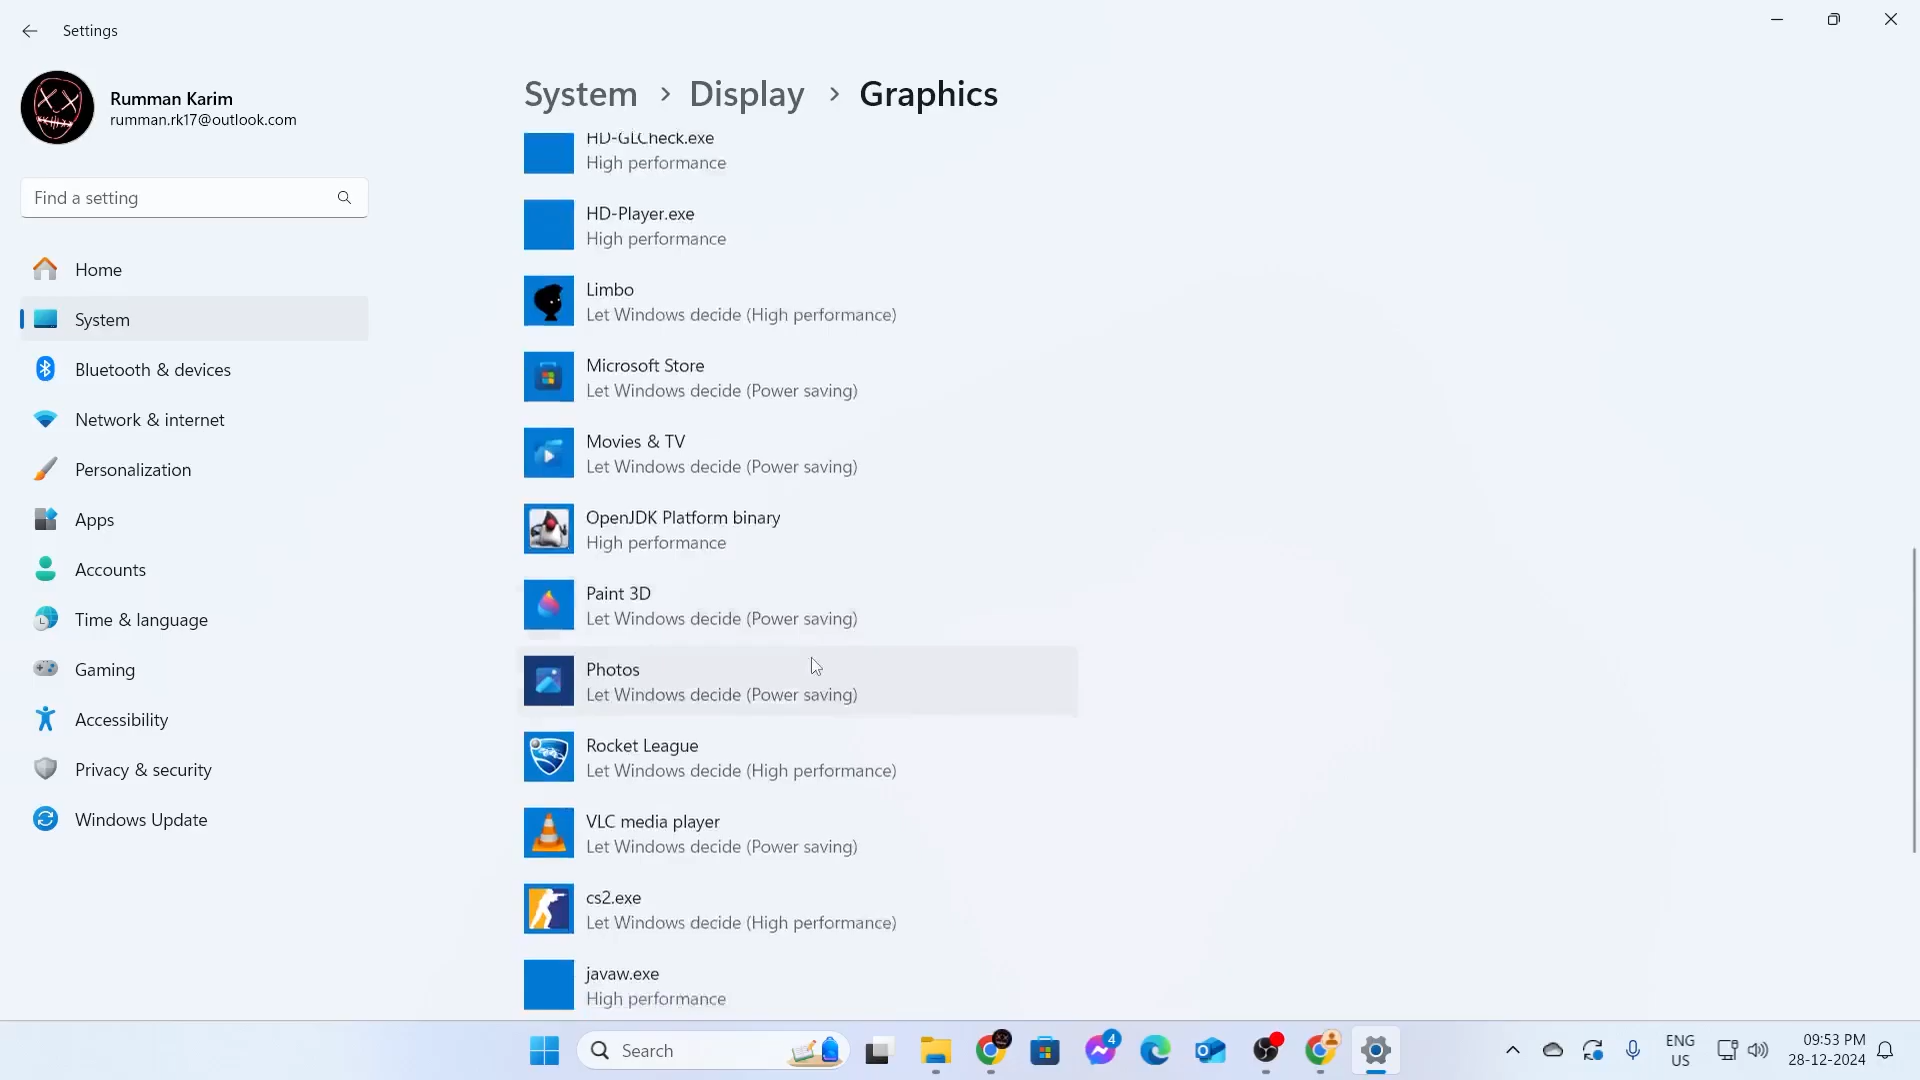 Settings
Rumman Karim
rumman.rk17@outlook.com
Find a setting
Home
System
Bluetooth & devices
Network & internet
Personalization
Apps
Accounts
Time & language
Gaming
Accessibility
Privacy & security
Windows Update
System › Display › Graphics
HD-GLCheck.exe
High performance
HD-Player.exe
High performance
Limbo
Let Windows decide (High performance)
Microsoft Store
Let Windows decide (Power saving)
Movies & TV
Let Windows decide (Power saving)
OpenJDK Platform binary
High performance
Paint 3D
Let Windows decide (Power saving)
Photos
Let Windows decide (Power saving)
Rocket League
Let Windows decide (High performance)
VLC media player
Let Windows decide (Power saving)
cs2.exe
Let Windows decide (High performance)
javaw.exe
High performance
Search
4
ENG
US
09:53 PM
28-12-2024